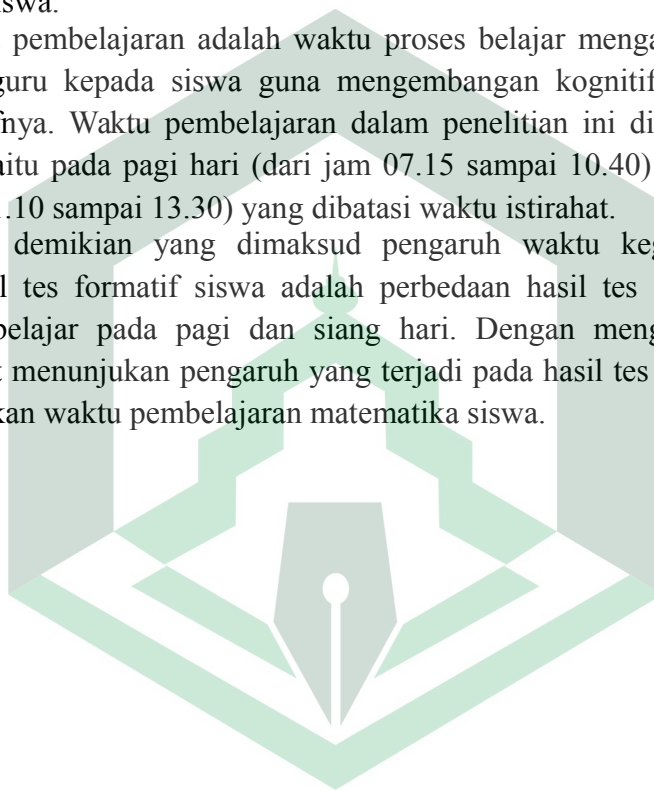 iswa.
pembelajaran adalah waktu proses belajar menga
guru kepada siswa guna mengembangan kognitif
fnya. Waktu pembelajaran dalam penelitian ini di
aitu pada pagi hari (dari jam 07.15 sampai 10.40)
.10 sampai 13.30) yang dibatasi waktu istirahat.
demikian yang dimaksud pengaruh waktu keg
l tes formatif siswa adalah perbedaan hasil tes
belajar pada pagi dan siang hari. Dengan meng
t menunjukan pengaruh yang terjadi pada hasil tes
kan waktu pembelajaran matematika siswa.